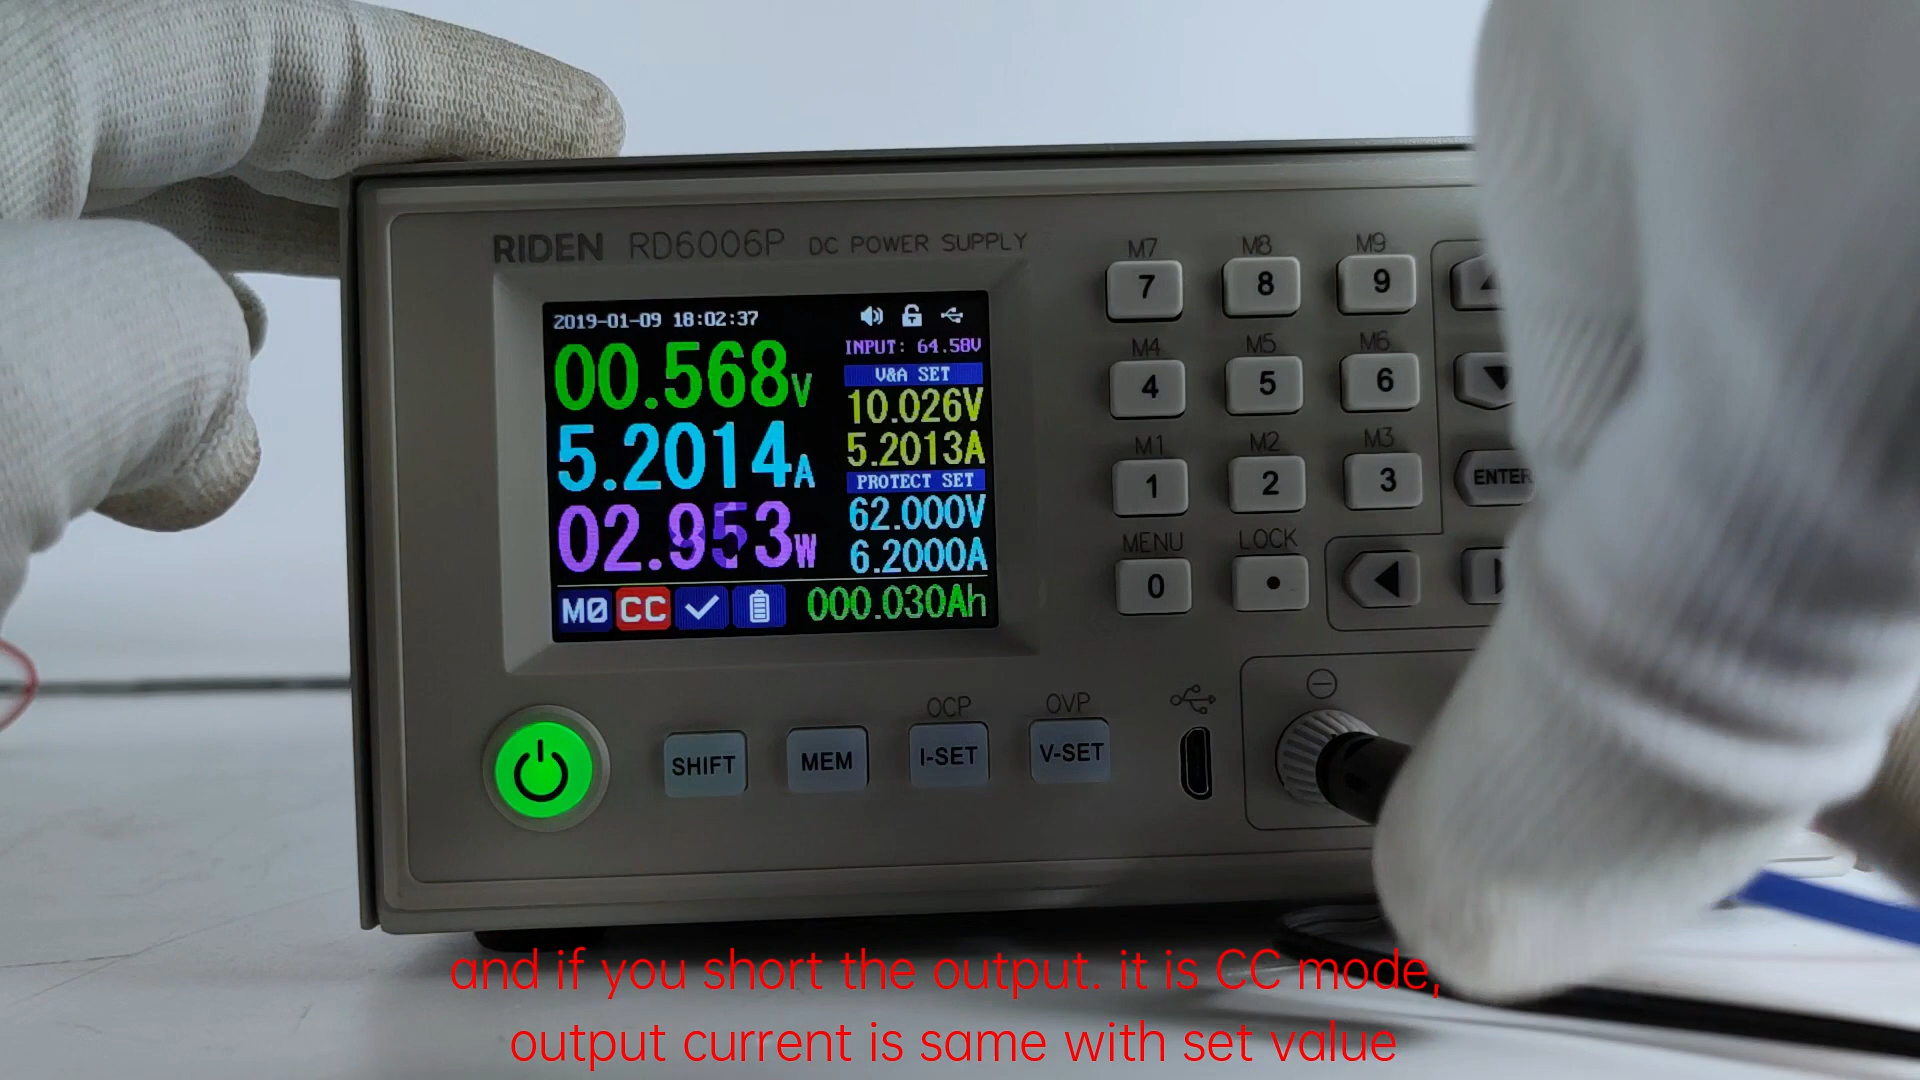 RIDEN RD6006P DC POWER SUPPLY
2019-01-09 18:02:37
00.568V
5.2014A
02.953W
INPUT: 64.58V
V&A SET
10.026V
5.2013A
PROTECT SET
62.000V
6.2000A
M0 CC 000.030Ah
M7 M8 M9
7 8 9
M4 M5 M6
4 5 6
M1 M2 M3
1 2 3 ENTER
MENU LOCK
0 •
OCP OVP
SHIFT MEM I-SET V-SET
and if you short the output. it is CC mode,
output current is same with set value